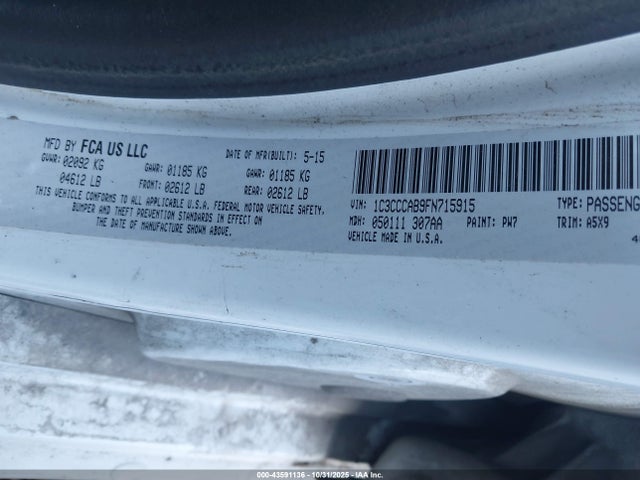 MFD BY FCA US LLC
DATE OF MFR(BUILT): 5-15
GVWR: 02092 KG
04612 LB
GAWR: 01185 KG
FRONT: 02612 LB
GAWR: 01185 KG
REAR: 02612 LB
THIS VEHICLE CONFORMS TO ALL APPLICABLE U.S.A. FEDERAL MOTOR VEHICLE SAFETY,
BUMPER AND THEFT PREVENTION STANDARDS IN EFFECT ON
THE DATE OF MANUFACTURE SHOWN ABOVE.
VIN: 1C3CCCAB9FN715915
TYPE: PASSENG
MDH: 050111 307AA
PAINT: PW7
TRIM: A5X9
VEHICLE MADE IN U.S.A.
4
000-43591136 - 10/31/2025 - IAA Inc.